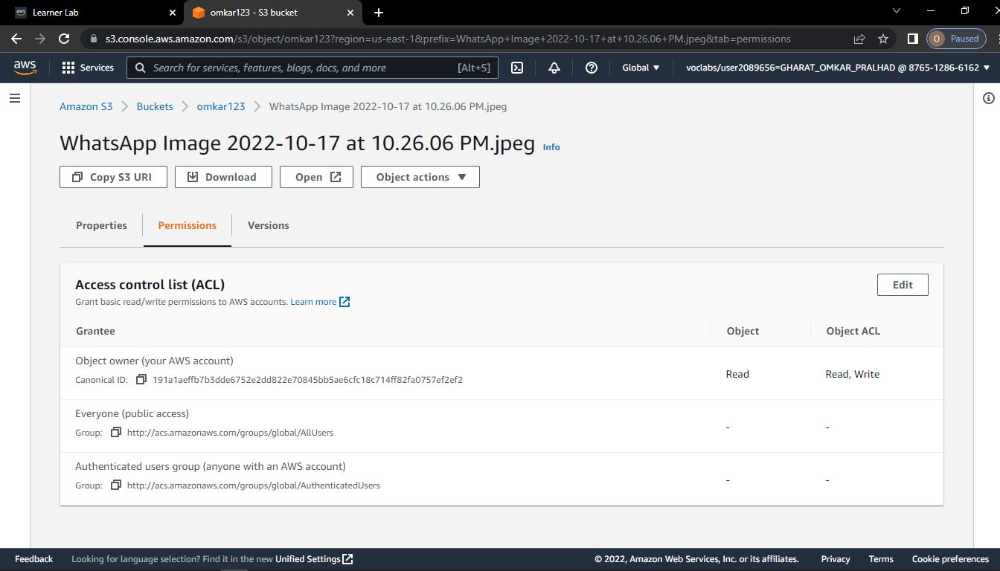 Learner Lab
omkar123 - S3 bucket
s3.console.aws.amazon.com/s3/object/omkar123?region=us-east-1&prefix=WhatsApp+Image+2022-10-17+at+10.26.06+PM.jpeg&tab=permissions
O Paused
aws Services Search for services, features, blogs, docs, and more [Alt+S] Global voclabs/user2089656=GHARAT_OMKAR_PRALHAD @ 8765-1286-6162
Amazon S3 Buckets omkar123 WhatsApp Image 2022-10-17 at 10.26.06 PM.jpeg
WhatsApp Image 2022-10-17 at 10.26.06 PM.jpeg Info
Copy S3 URI Download Open Object actions
Properties Permissions Versions
Access control list (ACL) Edit
Grant basic read/write permissions to AWS accounts. Learn more
Grantee Object Object ACL
Object owner (your AWS account)
Canonical ID: 191a1aeffb7b3dde6752e2dd822e70845bb5ae6cfc18c714ff82fa0757ef2ef2 Read Read, Write
Everyone (public access)
Group: http://acs.amazonaws.com/groups/global/AllUsers - -
Authenticated users group (anyone with an AWS account)
Group: http://acs.amazonaws.com/groups/global/AuthenticatedUsers - -
Feedback Looking for language selection? Find it in the new Unified Settings © 2022, Amazon Web Services, Inc. or its affiliates. Privacy Terms Cookie preferences